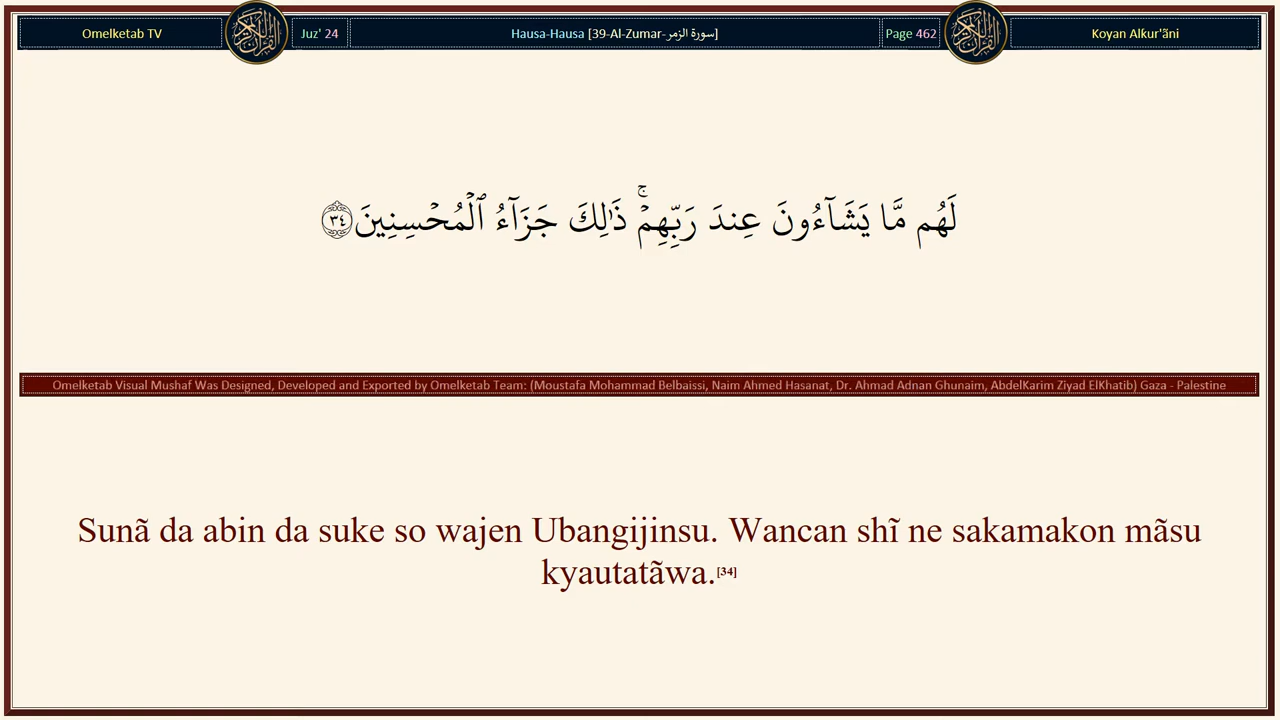 Omelketab TV
Juz' 24
Hausa-Hausa [39-Al-Zumar-سورة الزمر]
Page 462
Koyan Alƙur'ãni
لَهُم مَّا يَشَآءُونَ عِندَ رَبِّهِمۡۚ ذَٰلِكَ جَزَآءُ ٱلۡمُحۡسِنِينَ ٣٤
Omelketab Visual Mushaf Was Designed, Developed and Exported by Omelketab Team: (Moustafa Mohammad Belbaissi, Naim Ahmed Hasanat, Dr. Ahmad Adnan Ghunaim, AbdelKarim Ziyad ElKhatib) Gaza - Palestine
Sunã da abin da suke so wajen Ubangijinsu. Wancan shĩ ne sakamakon mãsu
kyautatãwa.[34]